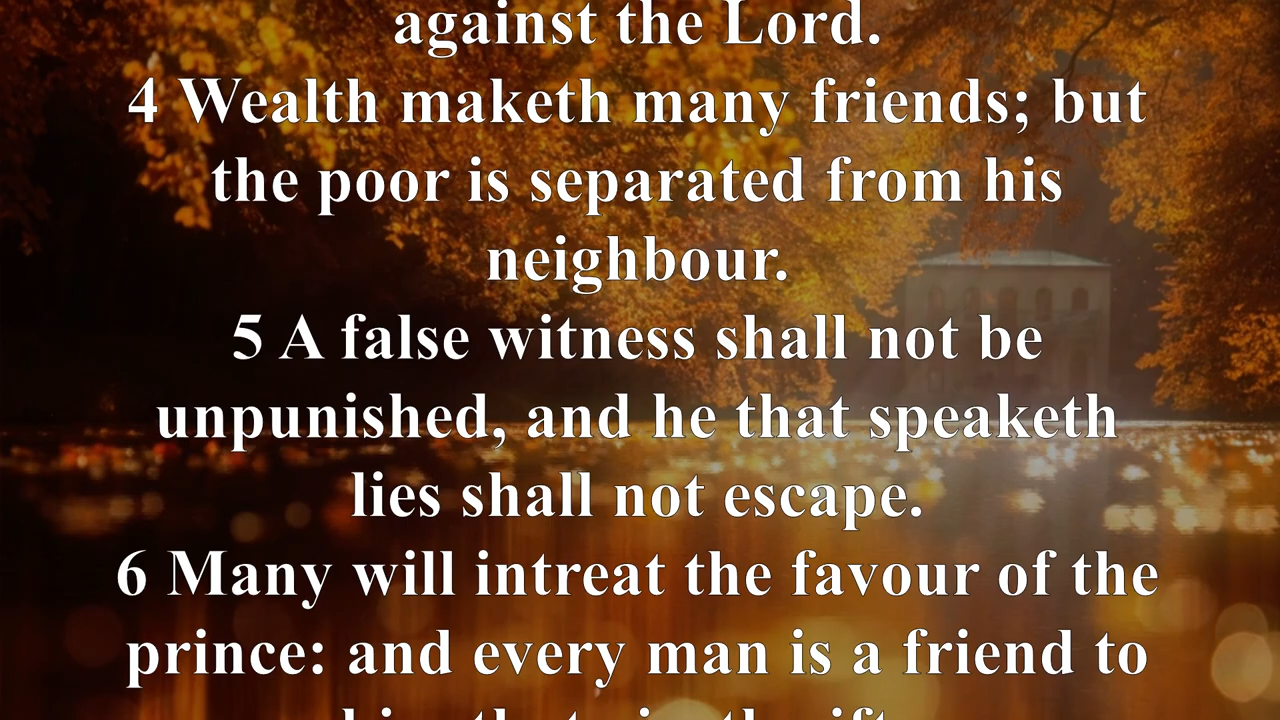 against the Lord.
4 Wealth maketh many friends; but
the poor is separated from his
neighbour.
5 A false witness shall not be
unpunished, and he that speaketh
lies shall not escape.
6 Many will intreat the favour of the
prince: and every man is a friend to